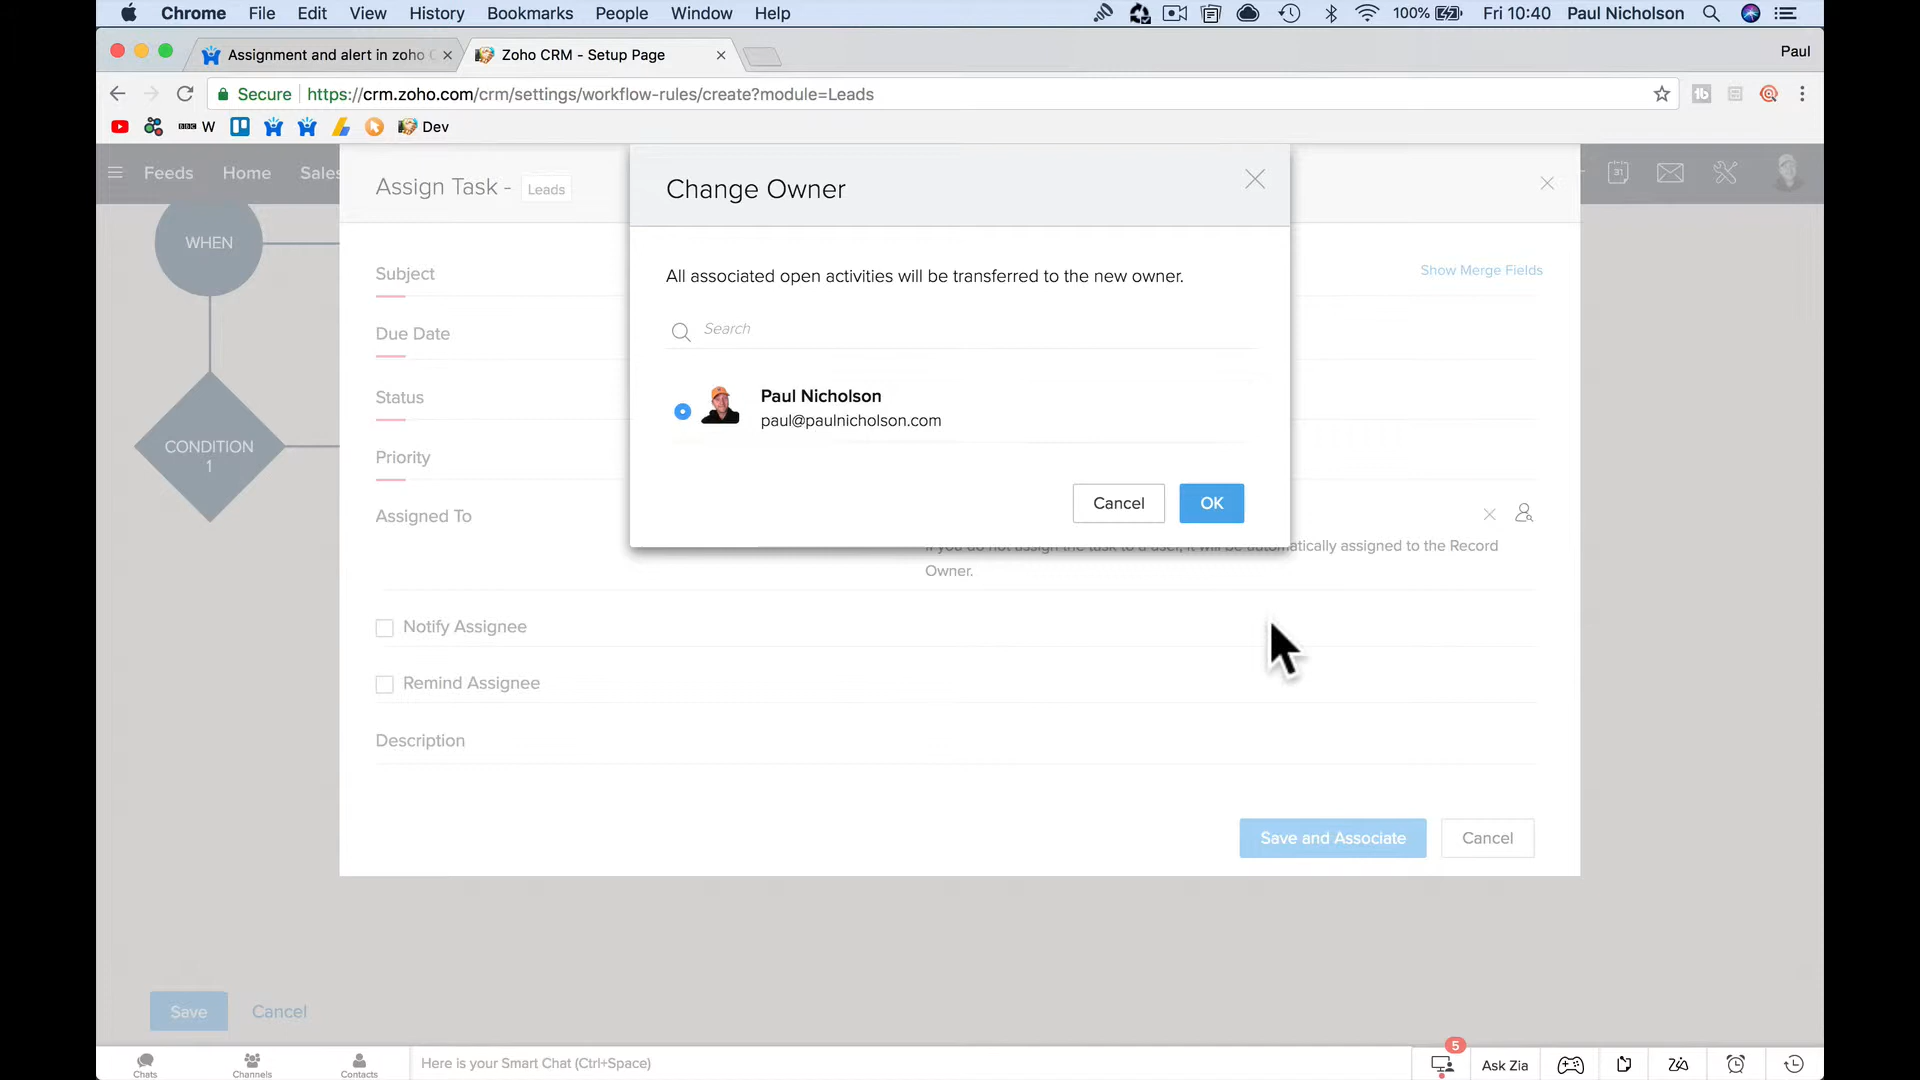 Chrome File Edit View History Bookmarks People Window Help 100% Fri 10:40 Paul Nicholson
Assignment and alert in zoho Zoho CRM - Setup Page Paul
Secure https://crm.zoho.com/crm/settings/workflow-rules/create?module=Leads
BBC W Dev
Feeds Home Sales
Assign Task - Leads
Change Owner
WHEN
Subject
All associated open activities will be transferred to the new owner.
Show Merge Fields
Search
Due Date
Status
Paul Nicholson
paul@paulnicholson.com
CONDITION
1
Priority
Cancel OK
Assigned To
If you do not assign the task to a user, it will be automatically assigned to the Record
Owner.
Notify Assignee
Remind Assignee
Description
Save and Associate Cancel
Save Cancel
5
Here is your Smart Chat (Ctrl+Space)
Ask Zia
Chats Channels Contacts